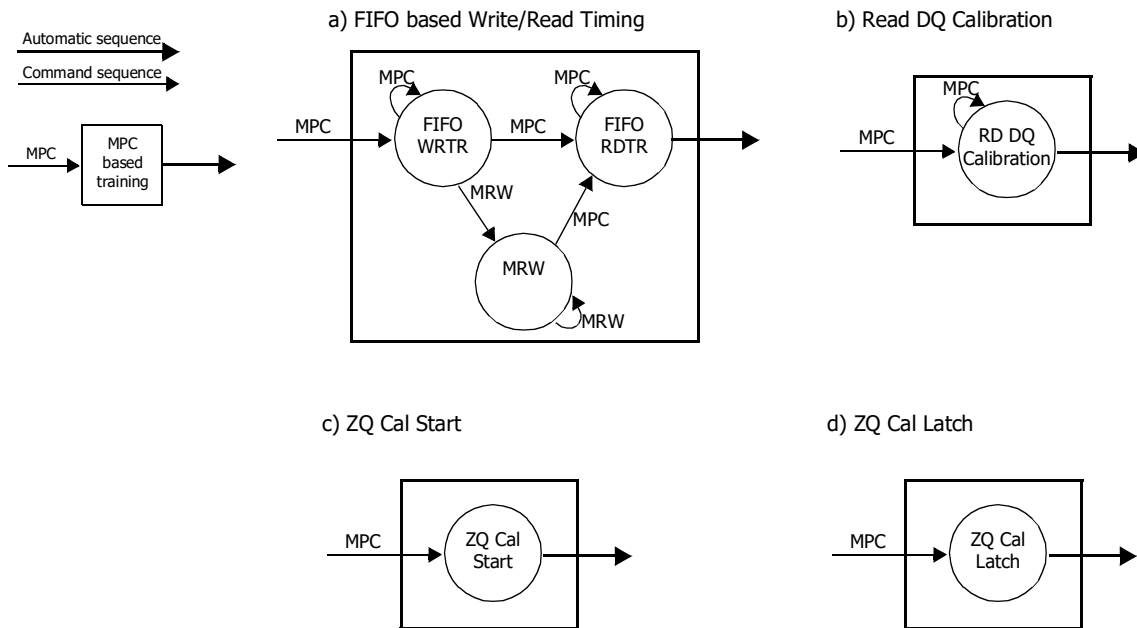 a) FIFO based Write/Read Timing
b) Read DQ Calibration
Automatic sequence
Command sequence
MPC
MPC
based
training
MPC
MPC
MPC
FIFO
WRTR
MPC
FIFO
RDTR
MRW
MPC
MRW
MRW
MPC
MPC
RD DQ
Calibration
c) ZQ Cal Start
d) ZQ Cal Latch
MPC
ZQ Cal
Start
MPC
ZQ Cal
Latch